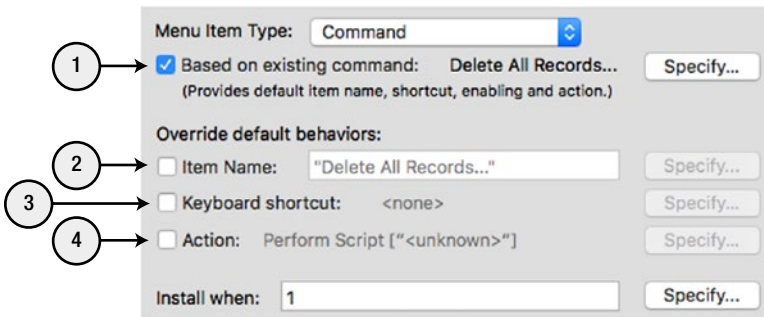 Menu Item Type: Command
1 Based on existing command: Delete All Records... Specify...
(Provides default item name, shortcut, enabling and action.)
Override default behaviors:
2 Item Name: "Delete All Records..." Specify...
3 Keyboard shortcut: <none> Specify...
4 Action: Perform Script [“<unknown>“] Specify...
Install when: 1 Specify...